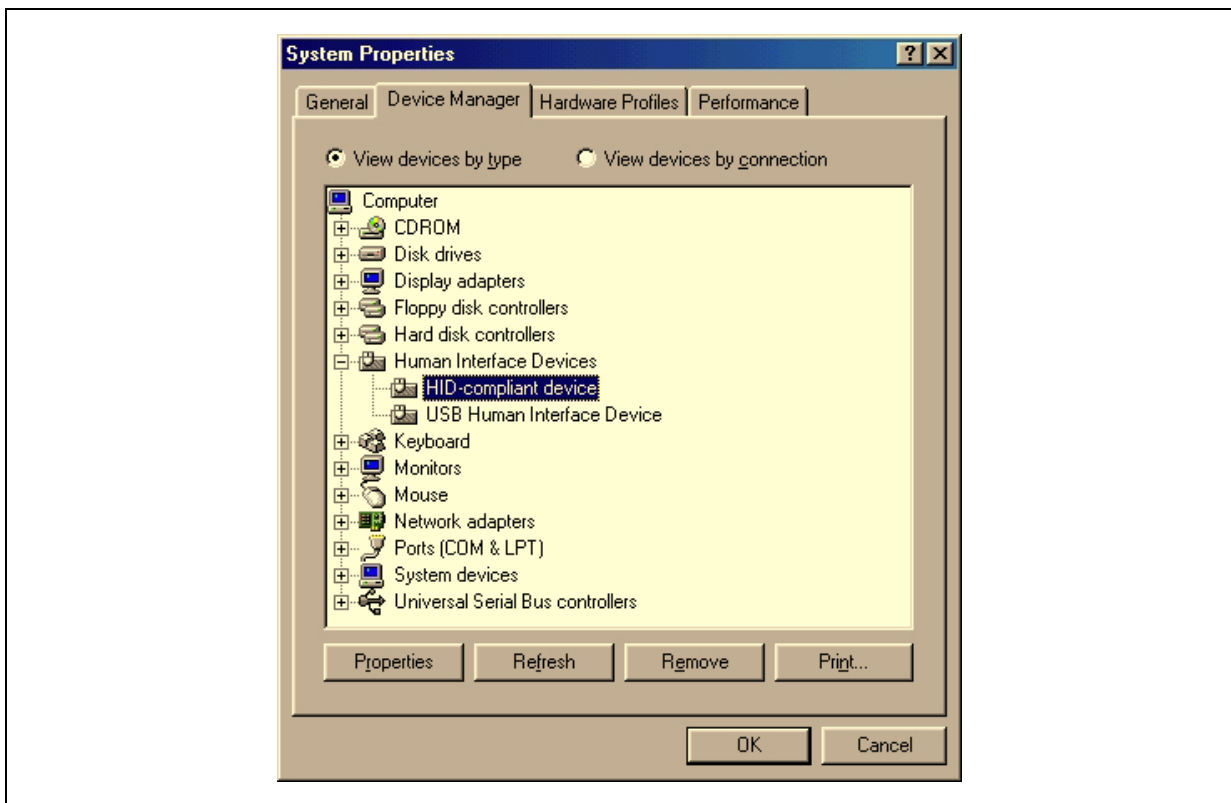 System Properties
General Device Manager Hardware Profiles Performance
View devices by type View devices by connection
Computer
CDROM
Disk drives
Display adapters
Floppy disk controllers
Hard disk controllers
Human Interface Devices
HID-compliant device
USB Human Interface Device
Keyboard
Monitors
Mouse
Network adapters
Ports (COM & LPT)
System devices
Universal Serial Bus controllers
Properties Refresh Remove Print...
OK Cancel